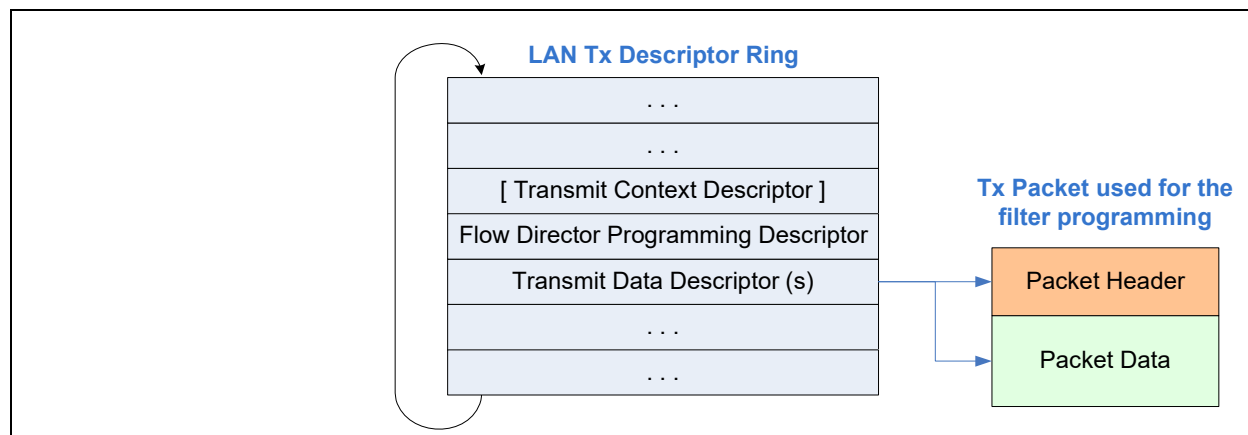 LAN Tx Descriptor Ring
. . .
. . .
[ Transmit Context Descriptor ]
Flow Director Programming Descriptor
Transmit Data Descriptor (s)
. . .
. . .
Tx Packet used for the
filter programming
Packet Header
Packet Data